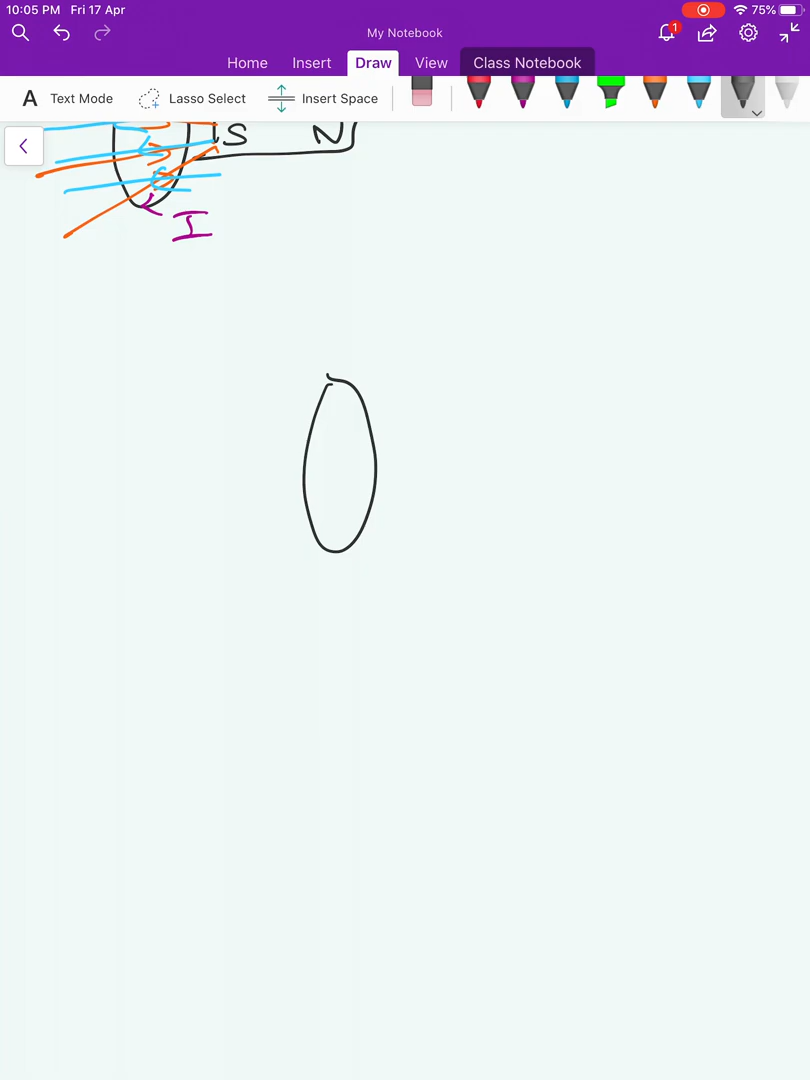 10:05 PM Fri 17 Apr 75%
My Notebook
1
Home Insert Draw View Class Notebook
A Text Mode Lasso Select Insert Space
S N
I